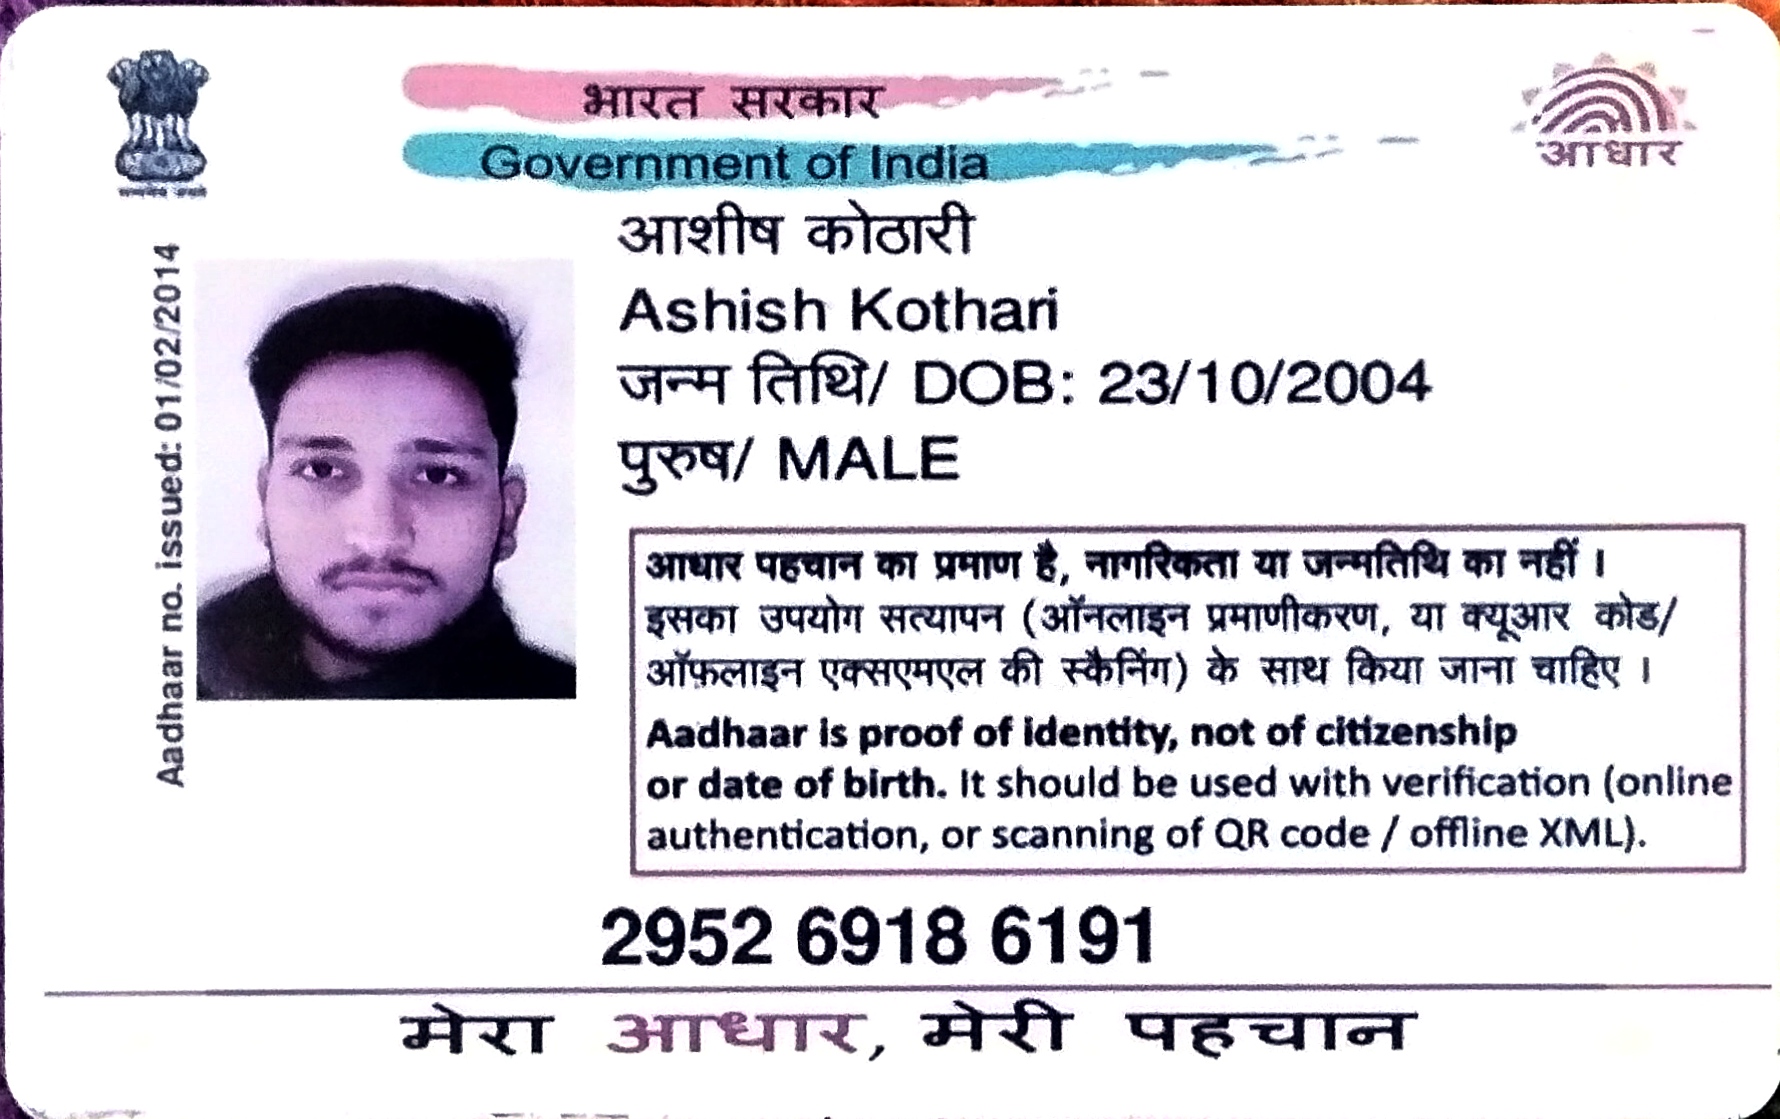 भारत सरकार
Government of India
आधार
आशीष कोठारी
Ashish Kothari
जन्म तिथि/ DOB: 23/10/2004
पुरुष/ MALE
Aadhaar no. issued: 01/02/2014
आधार पहचान का प्रमाण है, नागरिकता या जन्मतिथि का नहीं ।
इसका उपयोग सत्यापन (ऑनलाइन प्रमाणीकरण, या क्यूआर कोड/
ऑफ़लाइन एक्सएमएल की स्कैनिंग) के साथ किया जाना चाहिए ।
Aadhaar is proof of identity, not of citizenship
or date of birth. It should be used with verification (online
authentication, or scanning of QR code / offline XML).
2952 6918 6191
मेरा आधार, मेरी पहचान